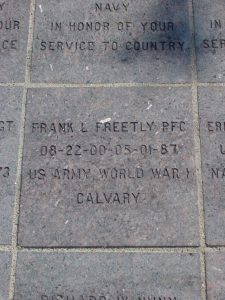 NAVY
IN HONOR OF YOUR
SERVICE TO COUNTRY
FRANK L FREETLY PFC
08-22-00-05-01-87
US ARMY WORLD WAR I
CALVARY